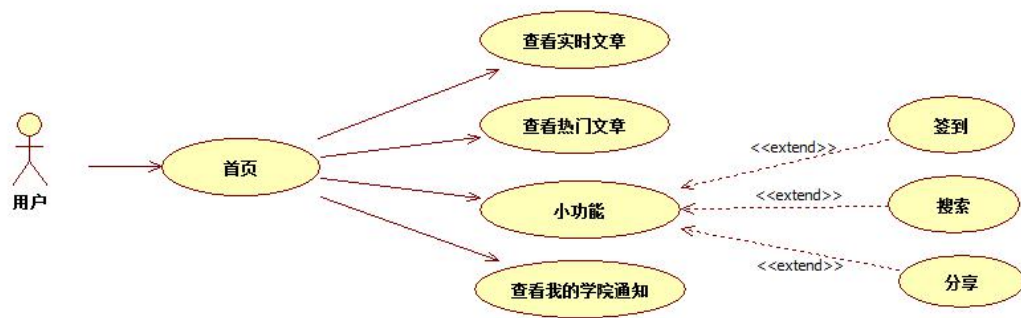 查看实时文章
查看热门文章
签到
<<extend>>
首页
<<extend>>
搜索
用户
小功能
<<extend>>
查看我的学院通知
分享